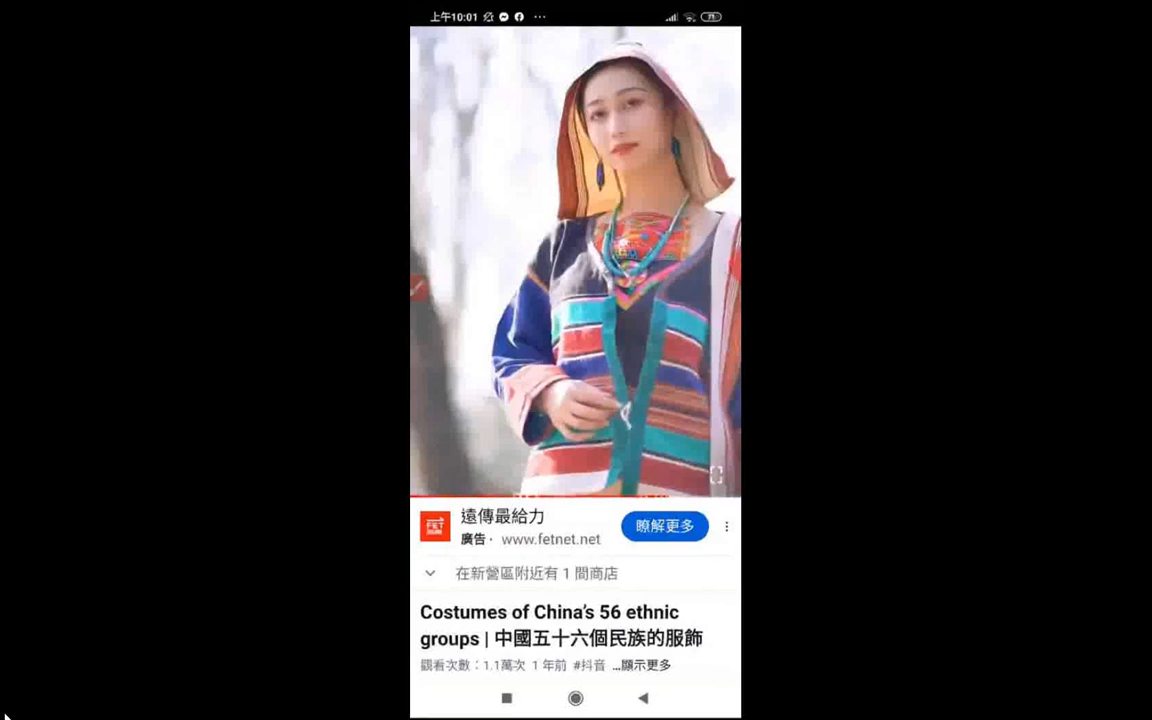 上午10:01
75
遠傳最給力
FET
瞭解更多
廣告 · www.fetnet.net
在新營區附近有 1 間商店
Costumes of China's 56 ethnic
groups | 中國五十六個民族的服飾
觀看次數：1.1萬次 1 年前 #抖音 ...顯示更多